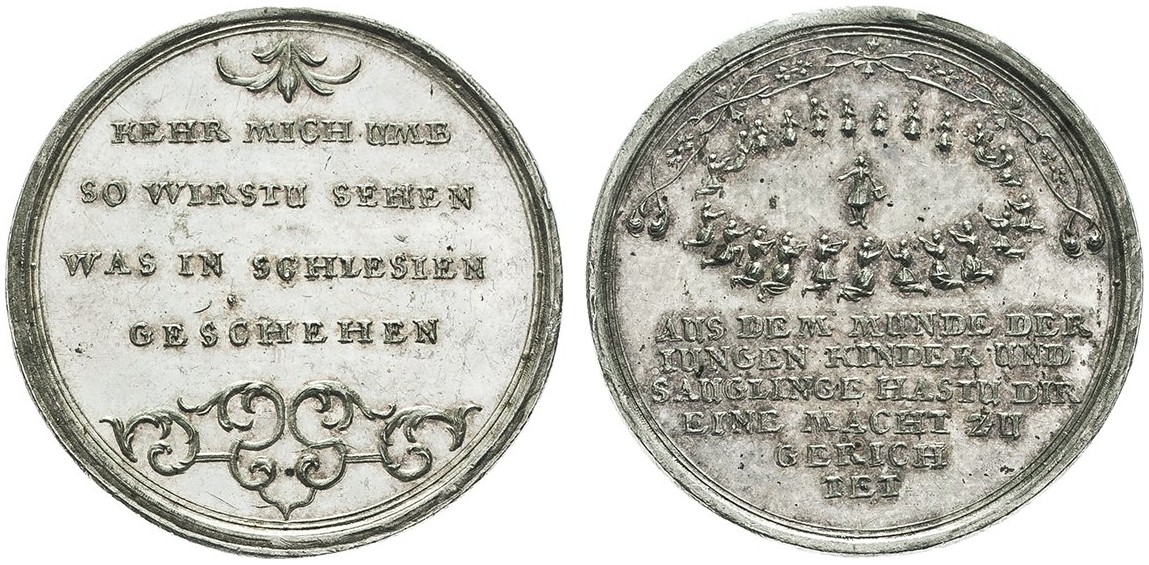 KEHR MICH UMB
SO WIRSTU SEHEN
WAS IN SCHLESIEN
GESCHEHEN
AUS DEM MUNDE DER
IUNGEN KINDER UND
SAUGLINGE HASTU DIR
EINE MACHT ZU
GERICH
TET